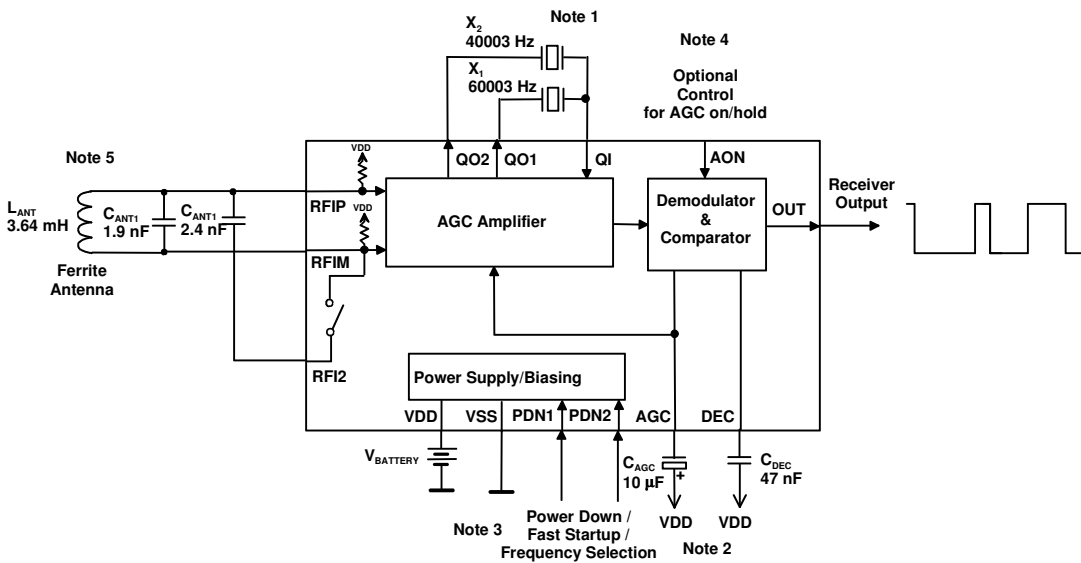 X2
40003 Hz
Note 1
X1
60003 Hz
Note 4
Optional
Control
for AGC on/hold
Note 5
VDD
QO2
QO1
QI
AON
LANT
3.64 mH
CANT1
1.9 nF
CANT1
2.4 nF
RFIP
VDD
RFIM
AGC Amplifier
Demodulator
&
Comparator
OUT
Receiver
Output
Ferrite
Antenna
RFI2
Power Supply/Biasing
VDD
VSS
PDN1
PDN2
AGC
DEC
VBATTERY
CAGC
10 µF
+
CDEC
47 nF
Note 3
Power Down /
Fast Startup /
Frequency Selection
VDD
VDD
Note 2